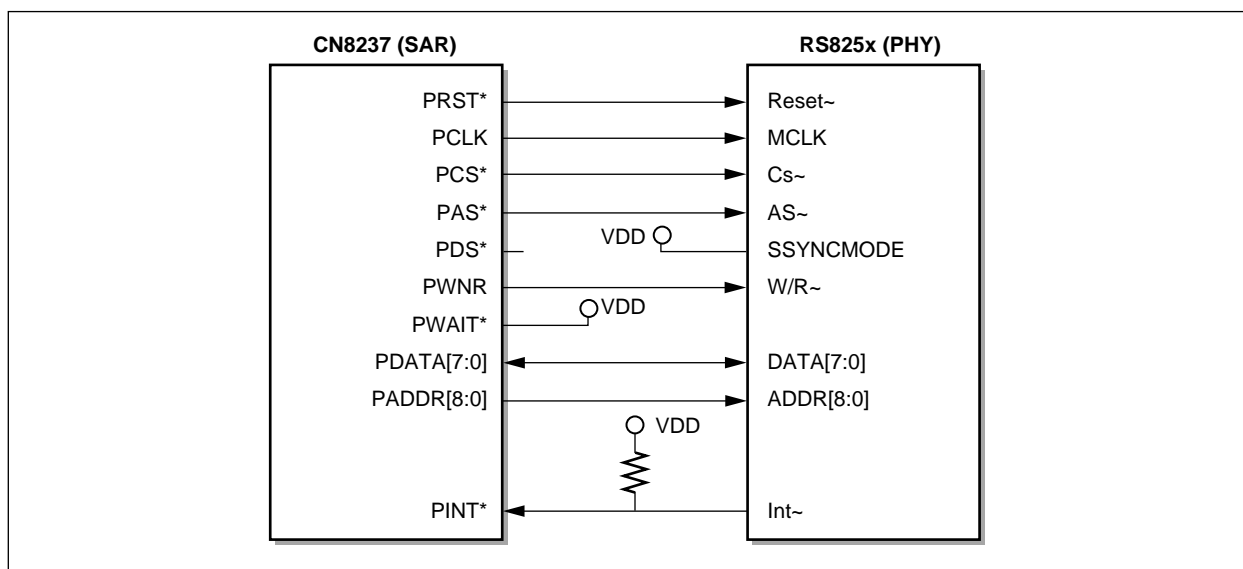 CN8237 (SAR) RS825x (PHY)
PRST* Reset~
PCLK MCLK
PCS* Cs~
PAS* AS~
PDS* VDD SSYNCMODE
PWNR W/R~
PWAIT* VDD
PDATA[7:0] DATA[7:0]
PADDR[8:0] ADDR[8:0]
VDD
PINT* Int~